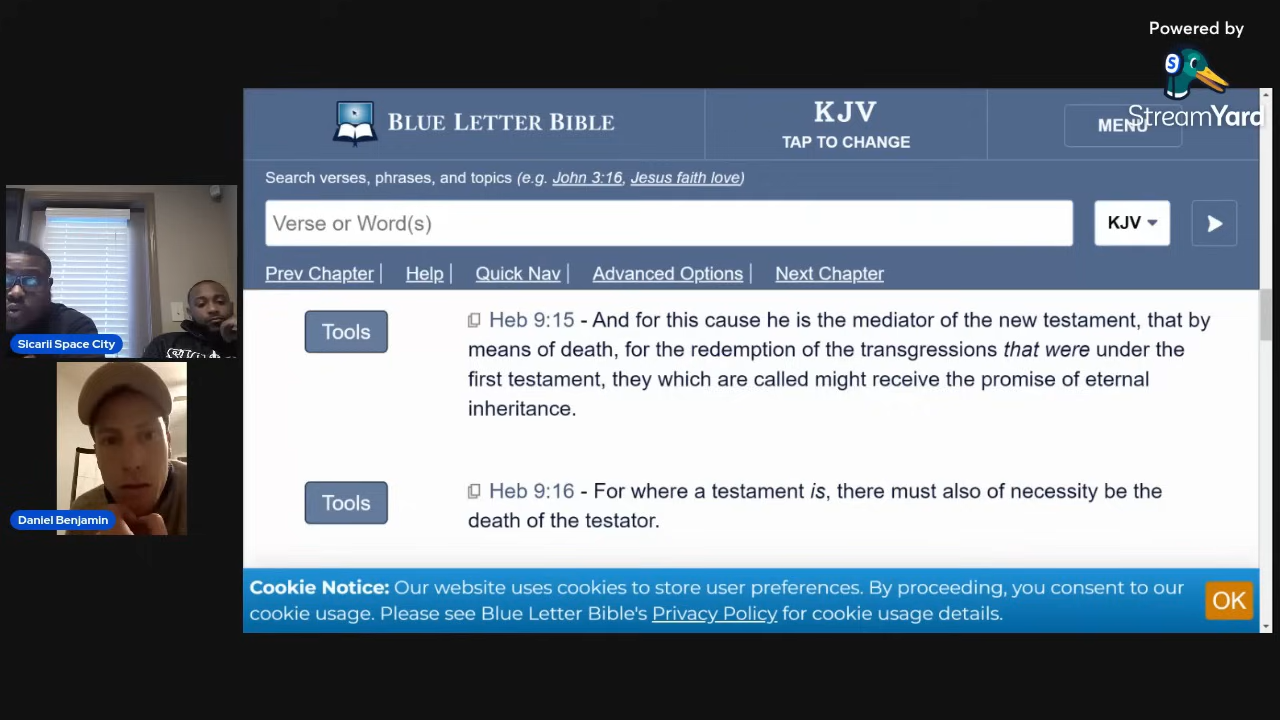 Powered by
StreamYard
BLUE LETTER BIBLE
KJV
TAP TO CHANGE
MENU
Search verses, phrases, and topics (e.g. John 3:16, Jesus faith love)
Verse or Word(s)
KJV
Prev Chapter | Help | Quick Nav | Advanced Options | Next Chapter
Tools
Heb 9:15 - And for this cause he is the mediator of the new testament, that by
means of death, for the redemption of the transgressions that were under the
first testament, they which are called might receive the promise of eternal
inheritance.
Tools
Heb 9:16 - For where a testament is, there must also of necessity be the
death of the testator.
Cookie Notice: Our website uses cookies to store user preferences. By proceeding, you consent to our
cookie usage. Please see Blue Letter Bible's Privacy Policy for cookie usage details.
OK
Sicarii Space City
Daniel Benjamin